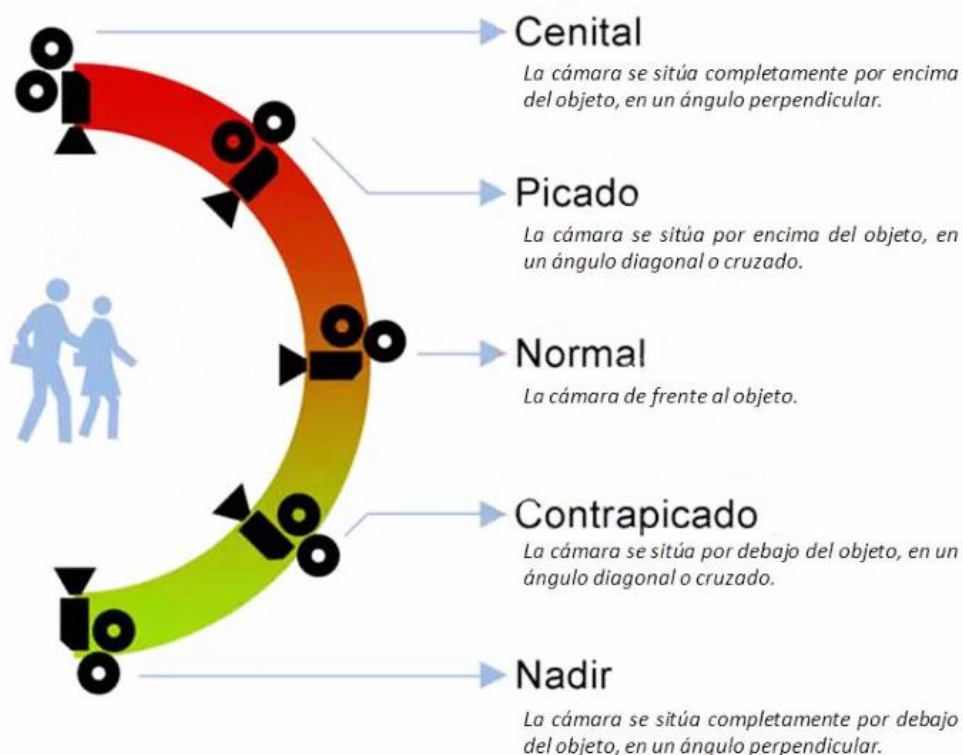 Cenital
La cámara se sitúa completamente por encima
del objeto, en un ángulo perpendicular.
Picado
La cámara se sitúa por encima del objeto, en
un ángulo diagonal o cruzado.
Normal
La cámara de frente al objeto.
Contrapicado
La cámara se sitúa por debajo del objeto, en un
ángulo diagonal o cruzado.
Nadir
La cámara se sitúa completamente por debajo
del objeto, en un ángulo perpendicular.